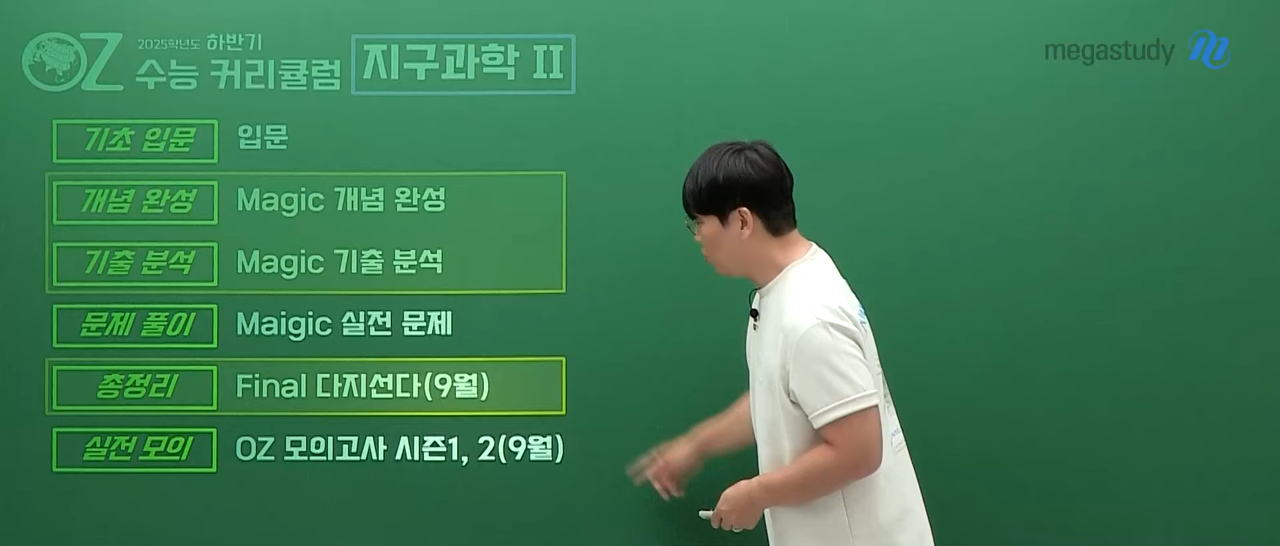 OZ 2025학년도 하반기
수능 커리큘럼 지구과학 II
megastudy
기초 입문 입문
개념 완성 Magic 개념 완성
기출 분석 Magic 기출 분석
문제 풀이 Maigic 실전 문제
총정리 Final 다지선다(9월)
실전 모의 OZ 모의고사 시즌1, 2(9월)